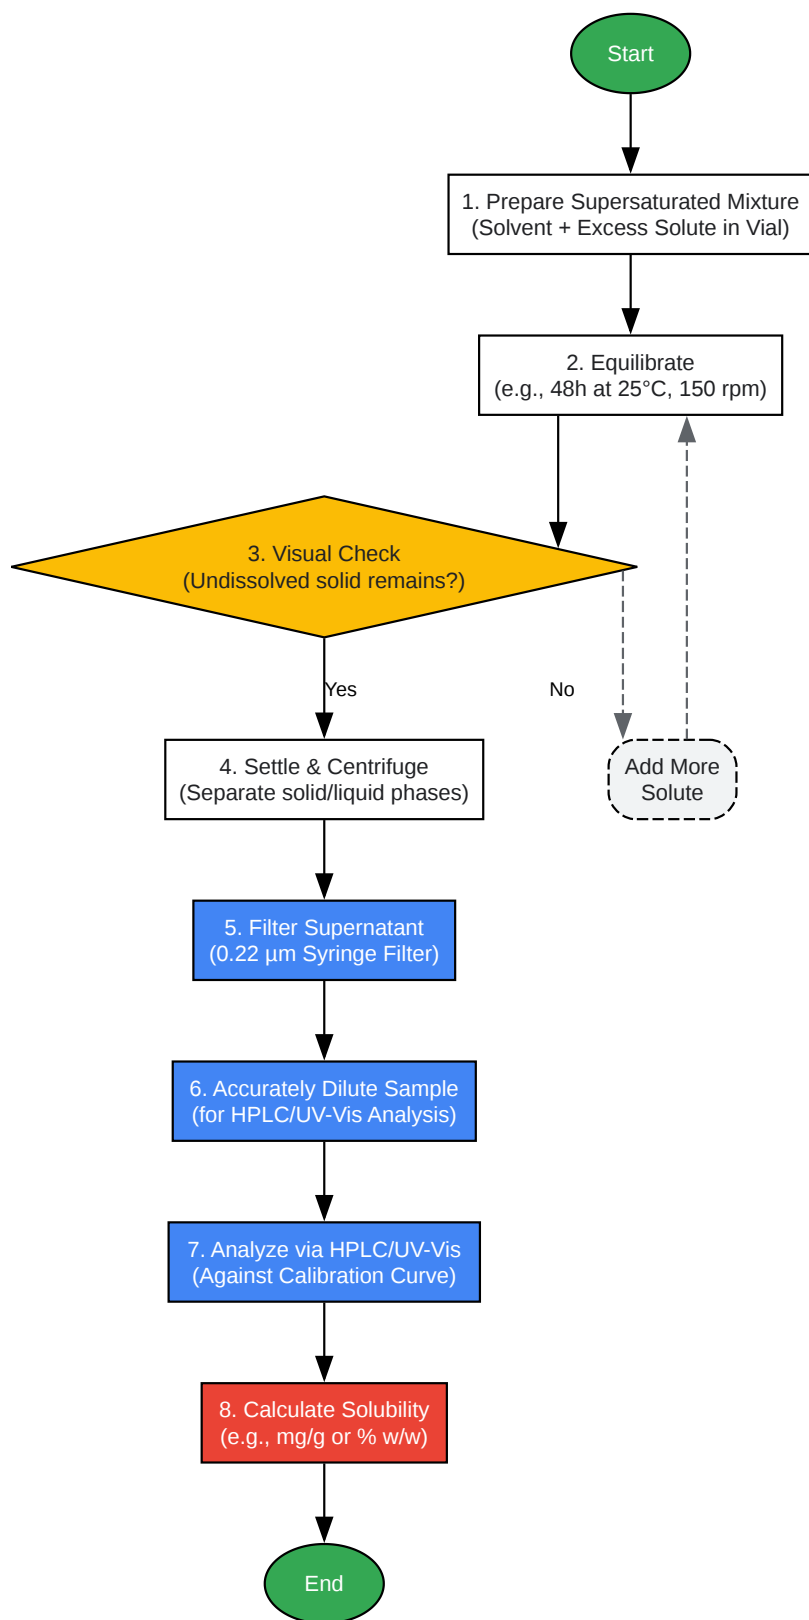 Start
1. Prepare Supersaturated Mixture
(Solvent + Excess Solute in Vial)
2. Equilibrate
(e.g., 48h at 25°C, 150 rpm)
3. Visual Check
(Undissolved solid remains?)
Yes
No
4. Settle & Centrifuge
(Separate solid/liquid phases)
Add More
Solute
5. Filter Supernatant
(0.22 µm Syringe Filter)
6. Accurately Dilute Sample
(for HPLC/UV-Vis Analysis)
7. Analyze via HPLC/UV-Vis
(Against Calibration Curve)
8. Calculate Solubility
(e.g., mg/g or % w/w)
End